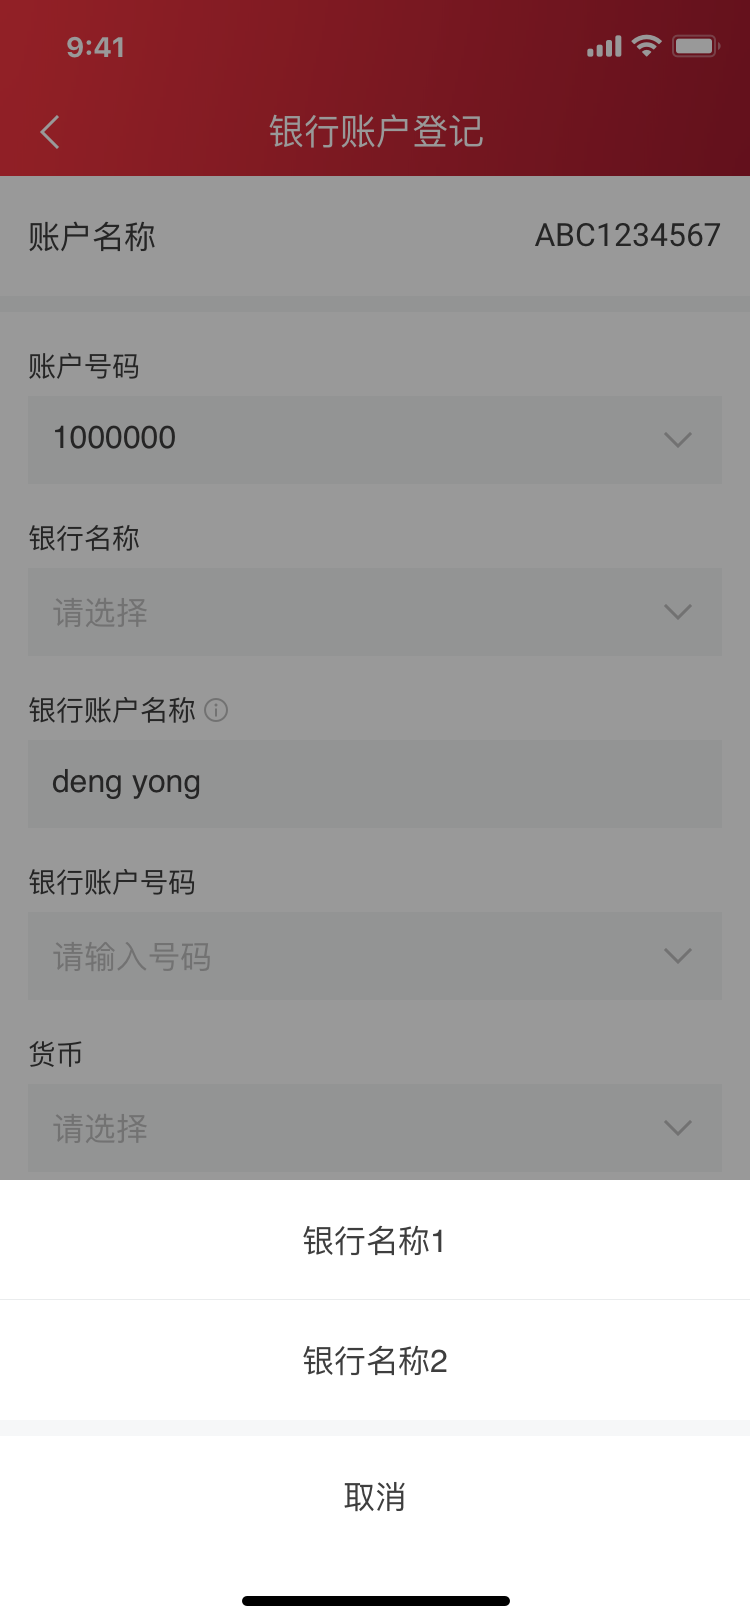 9:41
银行账户登记
账户名称
ABC1234567
账户号码
1000000
银行名称
请选择
银行账户名称
deng yong
银行账户号码
请输入号码
货币
请选择
银行名称1
银行名称2
取消